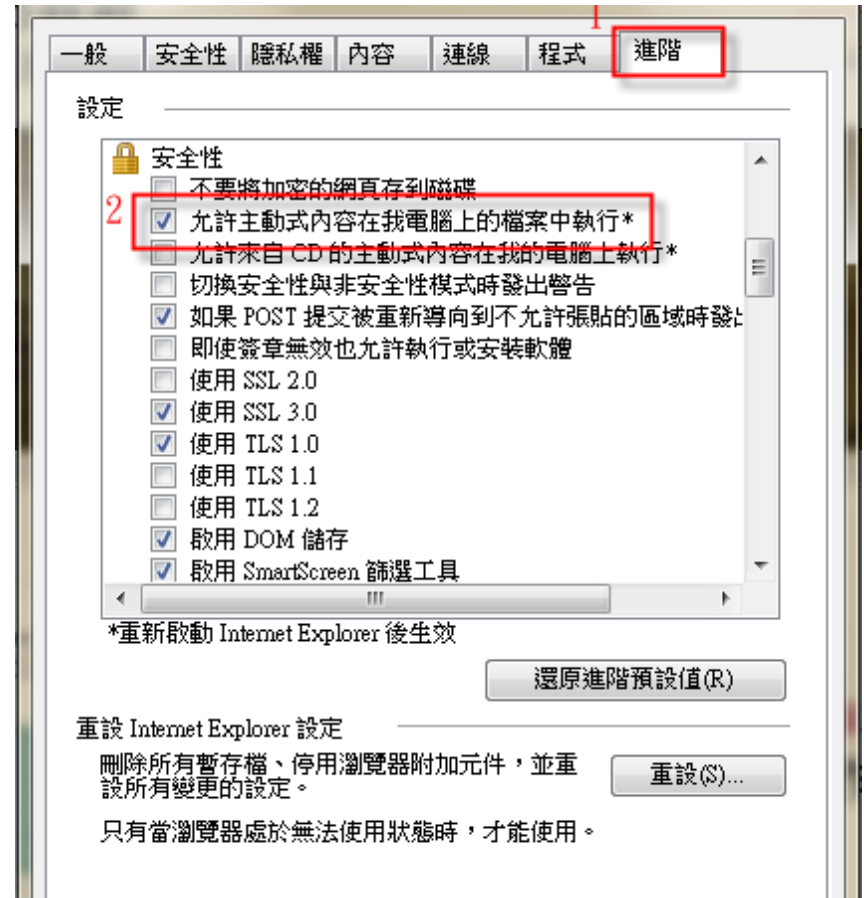 1
一般 安全性 隱私權 內容 連線 程式 進階
設定
安全性
不要將加密的網頁存到磁碟
2
允許主動式內容在我電腦上的檔案中執行*
允許來自 CD 的主動式內容在我的電腦上執行*
切換安全性與非安全性模式時發出警告
如果 POST 提交被重新導向到不允許張貼的區域時發
即使簽章無效也允許執行或安裝軟體
使用 SSL 2.0
使用 SSL 3.0
使用 TLS 1.0
使用 TLS 1.1
使用 TLS 1.2
啟用 DOM 儲存
啟用 SmartScreen 篩選工具
*重新啟動 Internet Explorer 後生效
還原進階預設值(R)
重設 Internet Explorer 設定
刪除所有暫存檔、停用瀏覽器附加元件，並重
設所有變更的設定。
重設(S)...
只有當瀏覽器處於無法使用狀態時，才能使用。